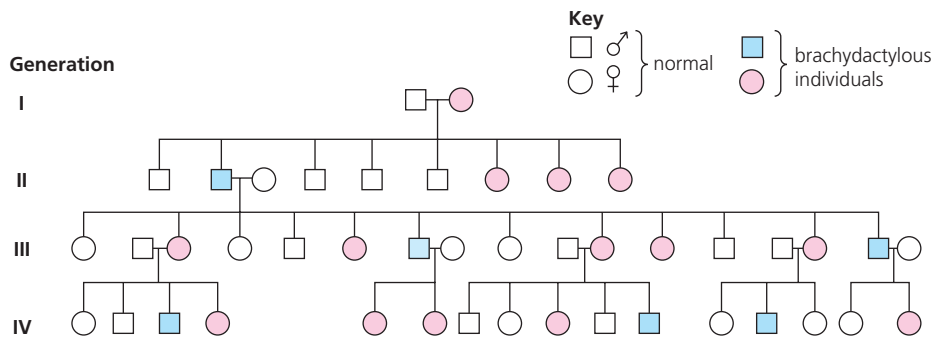 Key
normal
brachydactylous
individuals
Generation
I
II
III
IV